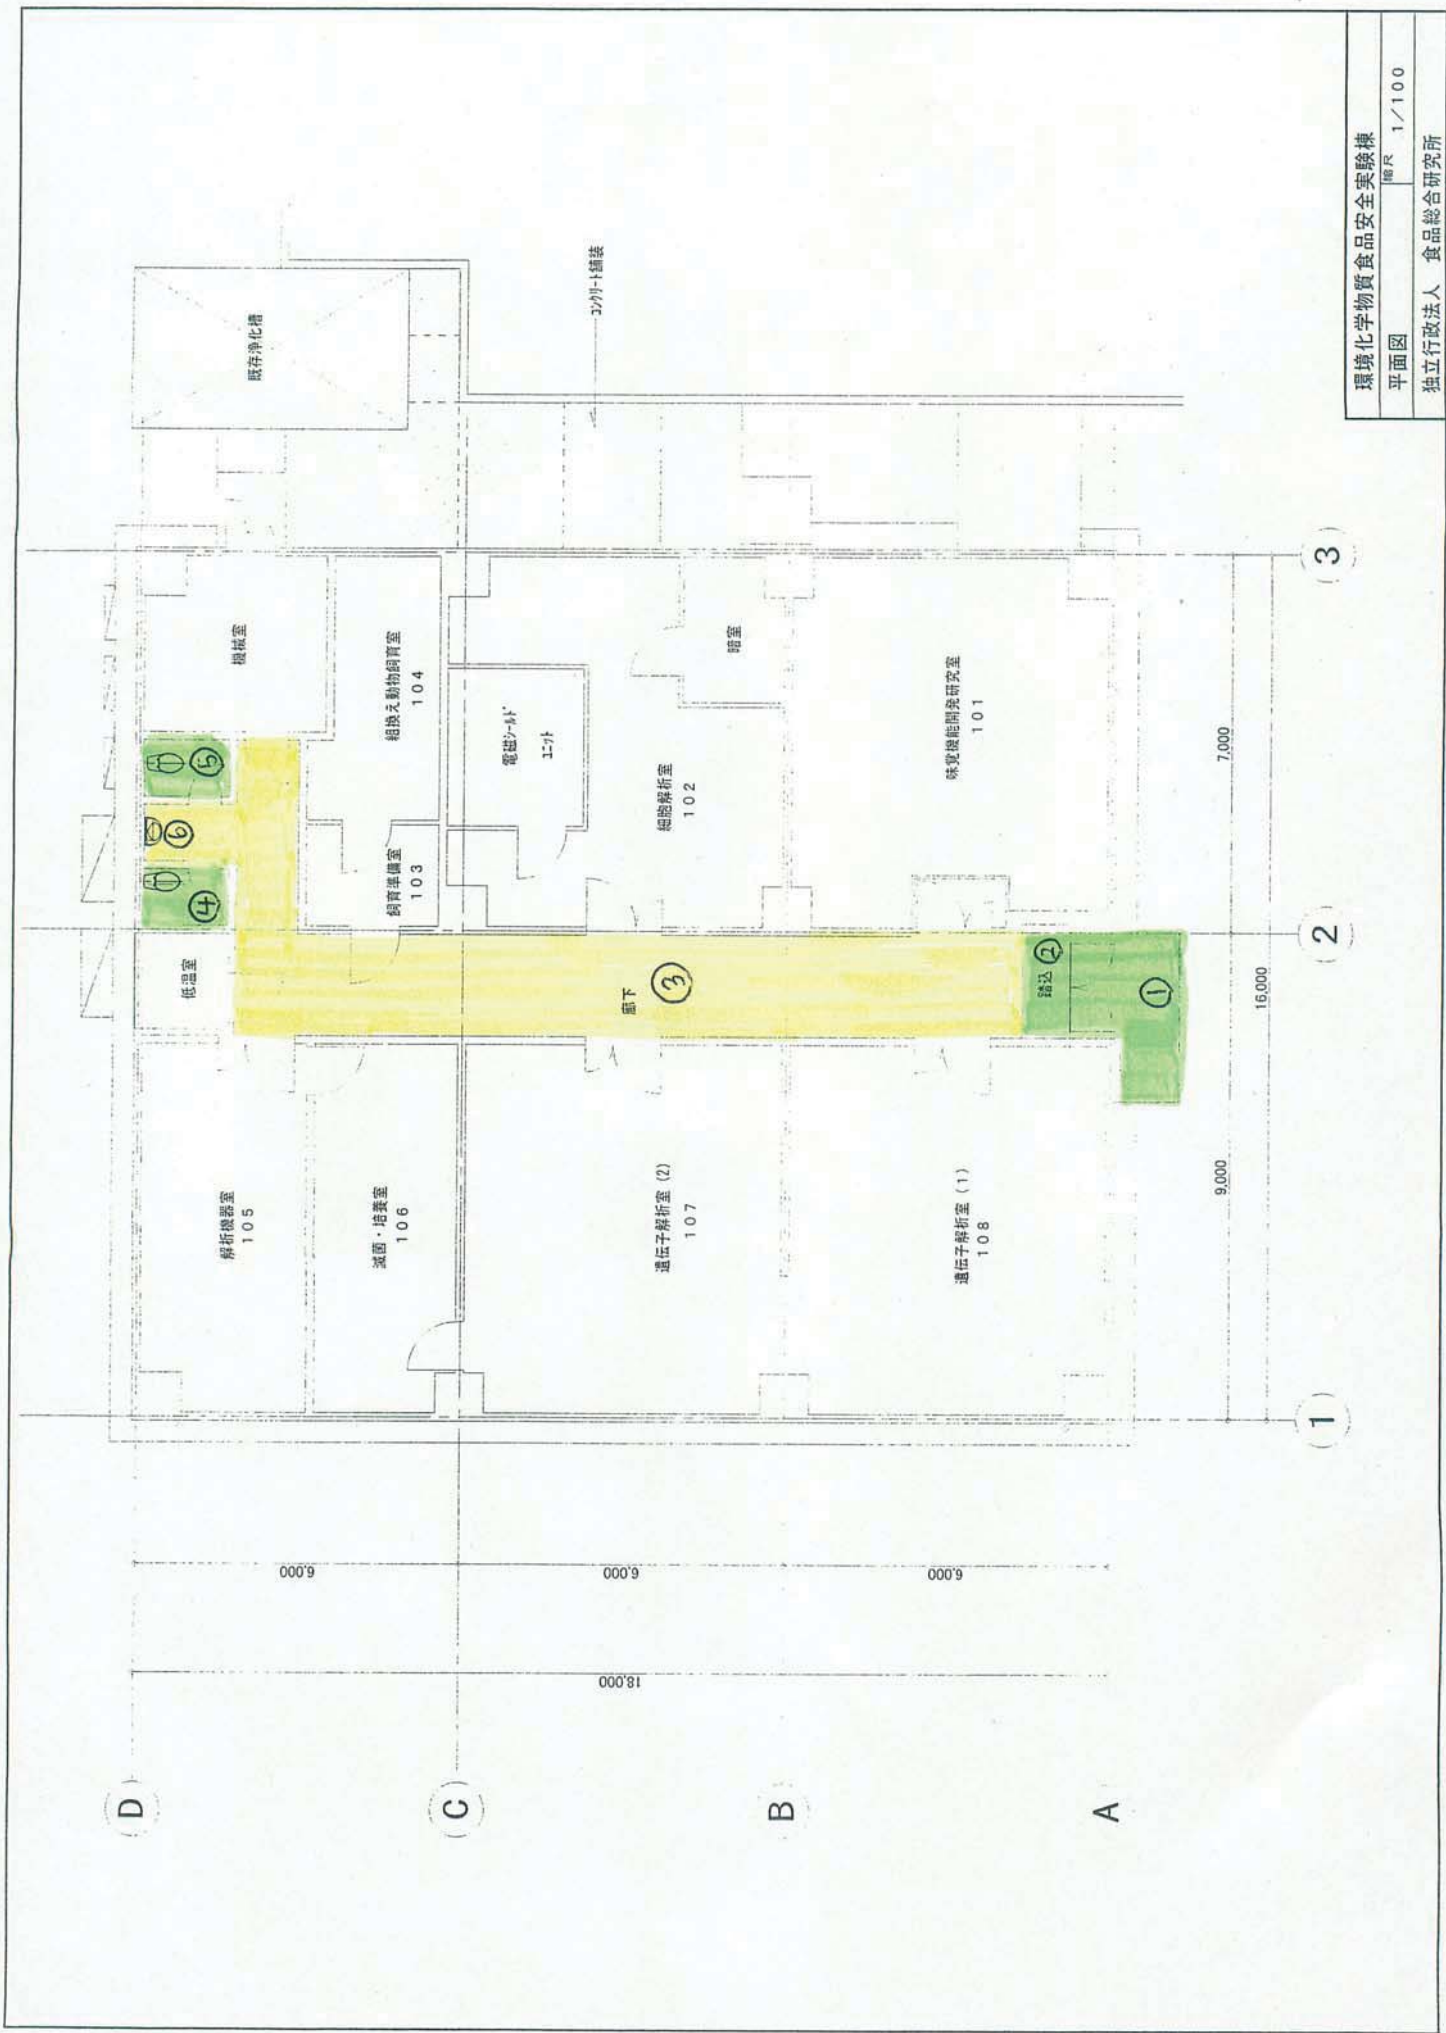 既存浄化槽
コンクリート舗装
機械室
組換え動物飼育室
104
電磁シールド
ユニット
暗室
細胞解析室
102
味覚機能開発研究室
101
飼育準備室
103
⑤
⑥
④
低温室
廊下
③
踏込 ②
①
解析機器室
105
滅菌・培養室
106
遺伝子解析室 (2)
107
遺伝子解析室 (1)
108
7,000
9,000
16,000
6,000
6,000
6,000
18,000
3
2
1
D
C
B
A
環境化学物質食品安全実験棟
平面図
縮尺 1/100
独立行政法人 食品総合研究所